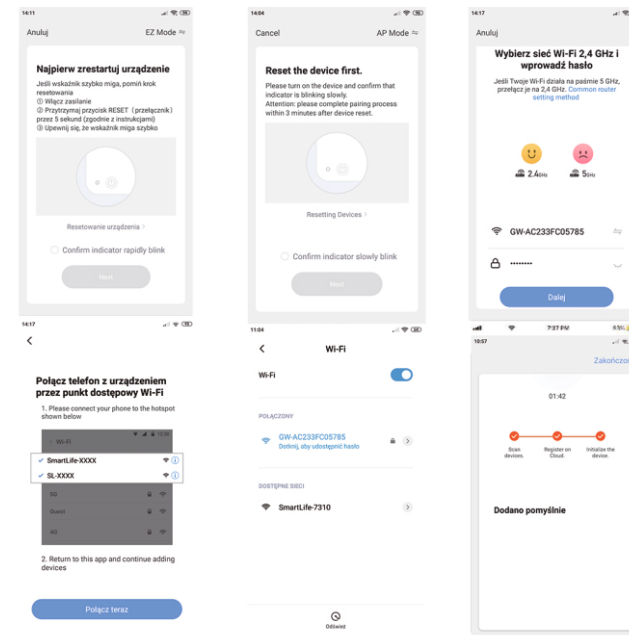 14:11
Anuluj
EZ Mode
Najpierw zrestartuj urządzenie
Jeśli wskaźnik szybko miga, pomiń krok
resetowania
① Włącz zasilanie
② Przytrzymaj przycisk RESET (przełącznik)
przez 5 sekund (zgodnie z instrukcjami)
③ Upewnij się, że wskaźnik miga szybko
Resetowanie urządzenia >
Confirm indicator rapidly blink
Next
14:04
Cancel
AP Mode
Reset the device first.
Please turn on the device and confirm that
indicator is blinking slowly.
Attention: please complete pairing process
within 3 minutes after device reset.
Resetting Devices >
Confirm indicator slowly blink
Next
14:17
Anuluj
Wybierz sieć Wi-Fi 2,4 GHz i
wprowadź hasło
Jeśli Twoje Wi-Fi działa na paśmie 5 GHz,
przełącz je na 2,4 GHz. Common router
setting method
2.4GHz
5GHz
GW-AC233FC05785
Dalej
14:17
Połącz telefon z urządzeniem
przez punkt dostępowy Wi-Fi
1. Please connect your phone to the hotspot
shown below
Wi-Fi
SmartLife-XXXX
SL-XXXX
5G
Guest
4G
2. Return to this app and continue adding
devices
Połącz teraz
11:04
Wi-Fi
Wi-Fi
POŁĄCZONY
GW-AC233FC05785
Dotknij, aby udostępnić hasło
DOSTĘPNE SIECI
SmartLife-7310
Odśwież
7:27 PM
10:57
Zakończo
01:42
Scan
devices.
Register on
Cloud.
Initialize the
device.
Dodano pomyślnie